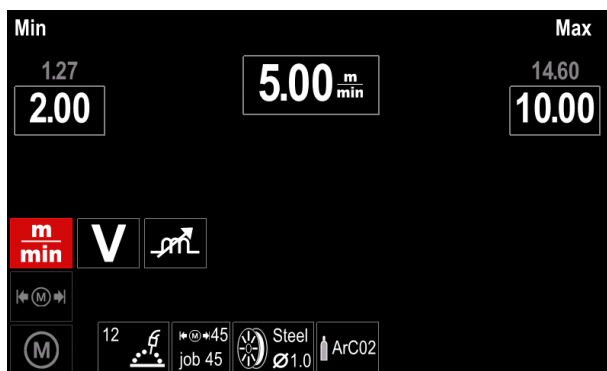 Min Max
1.27 14.60
2.00 5.00 m/min 10.00
m
min
V
M
M
12
M 45
job 45
Steel
Ø1.0
ArC02